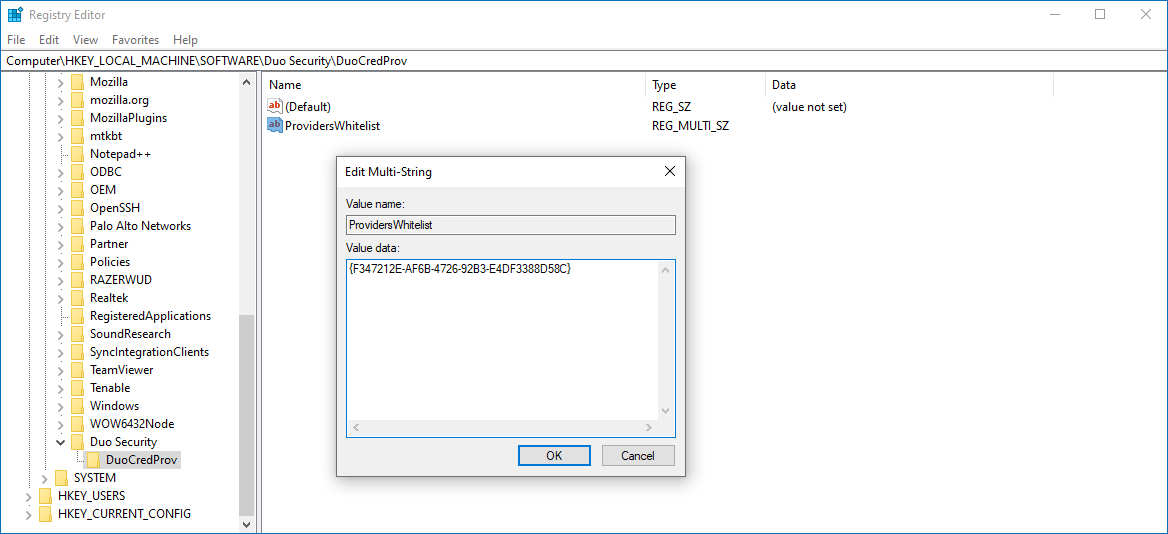 Registry Editor
File Edit View Favorites Help
Computer\HKEY_LOCAL_MACHINE\SOFTWARE\Duo Security\DuoCredProv
Mozilla
mozilla.org
MozillaPlugins
mtkbt
Notepad++
ODBC
OEM
OpenSSH
Palo Alto Networks
Partner
Policies
RAZERWUD
Realtek
RegisteredApplications
SoundResearch
SyncIntegrationClients
TeamViewer
Tenable
Windows
WOW6432Node
Duo Security
DuoCredProv
SYSTEM
HKEY_USERS
HKEY_CURRENT_CONFIG
Name Type Data
ab (Default) REG_SZ (value not set)
ab ProvidersWhitelist REG_MULTI_SZ
Edit Multi-String
Value name:
ProvidersWhitelist
Value data:
{F347212E-AF6B-4726-92B3-E4DF3388D58C}
OK Cancel